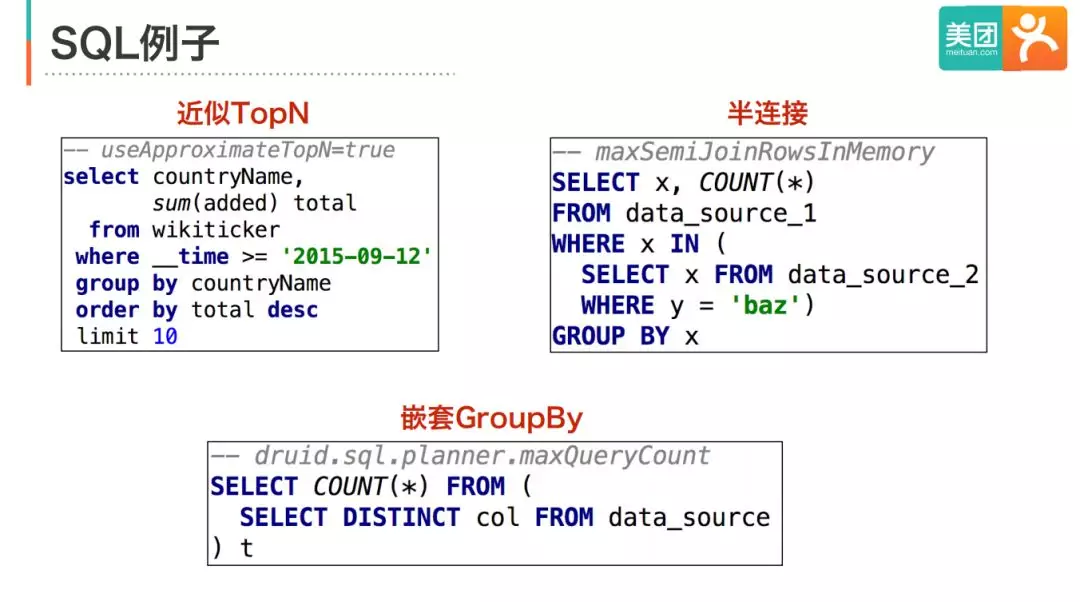 SQL例子
美团
meituan.com
近似TopN
-- useApproximateTopN=true
select countryName,
sum(added) total
from wikiticker
where __time >= '2015-09-12'
group by countryName
order by total desc
limit 10
半连接
-- maxSemiJoinRowsInMemory
SELECT x, COUNT(*)
FROM data_source_1
WHERE x IN (
SELECT x FROM data_source_2
WHERE y = 'baz')
GROUP BY x
嵌套GroupBy
-- druid.sql.planner.maxQueryCount
SELECT COUNT(*) FROM (
SELECT DISTINCT col FROM data_source
) t